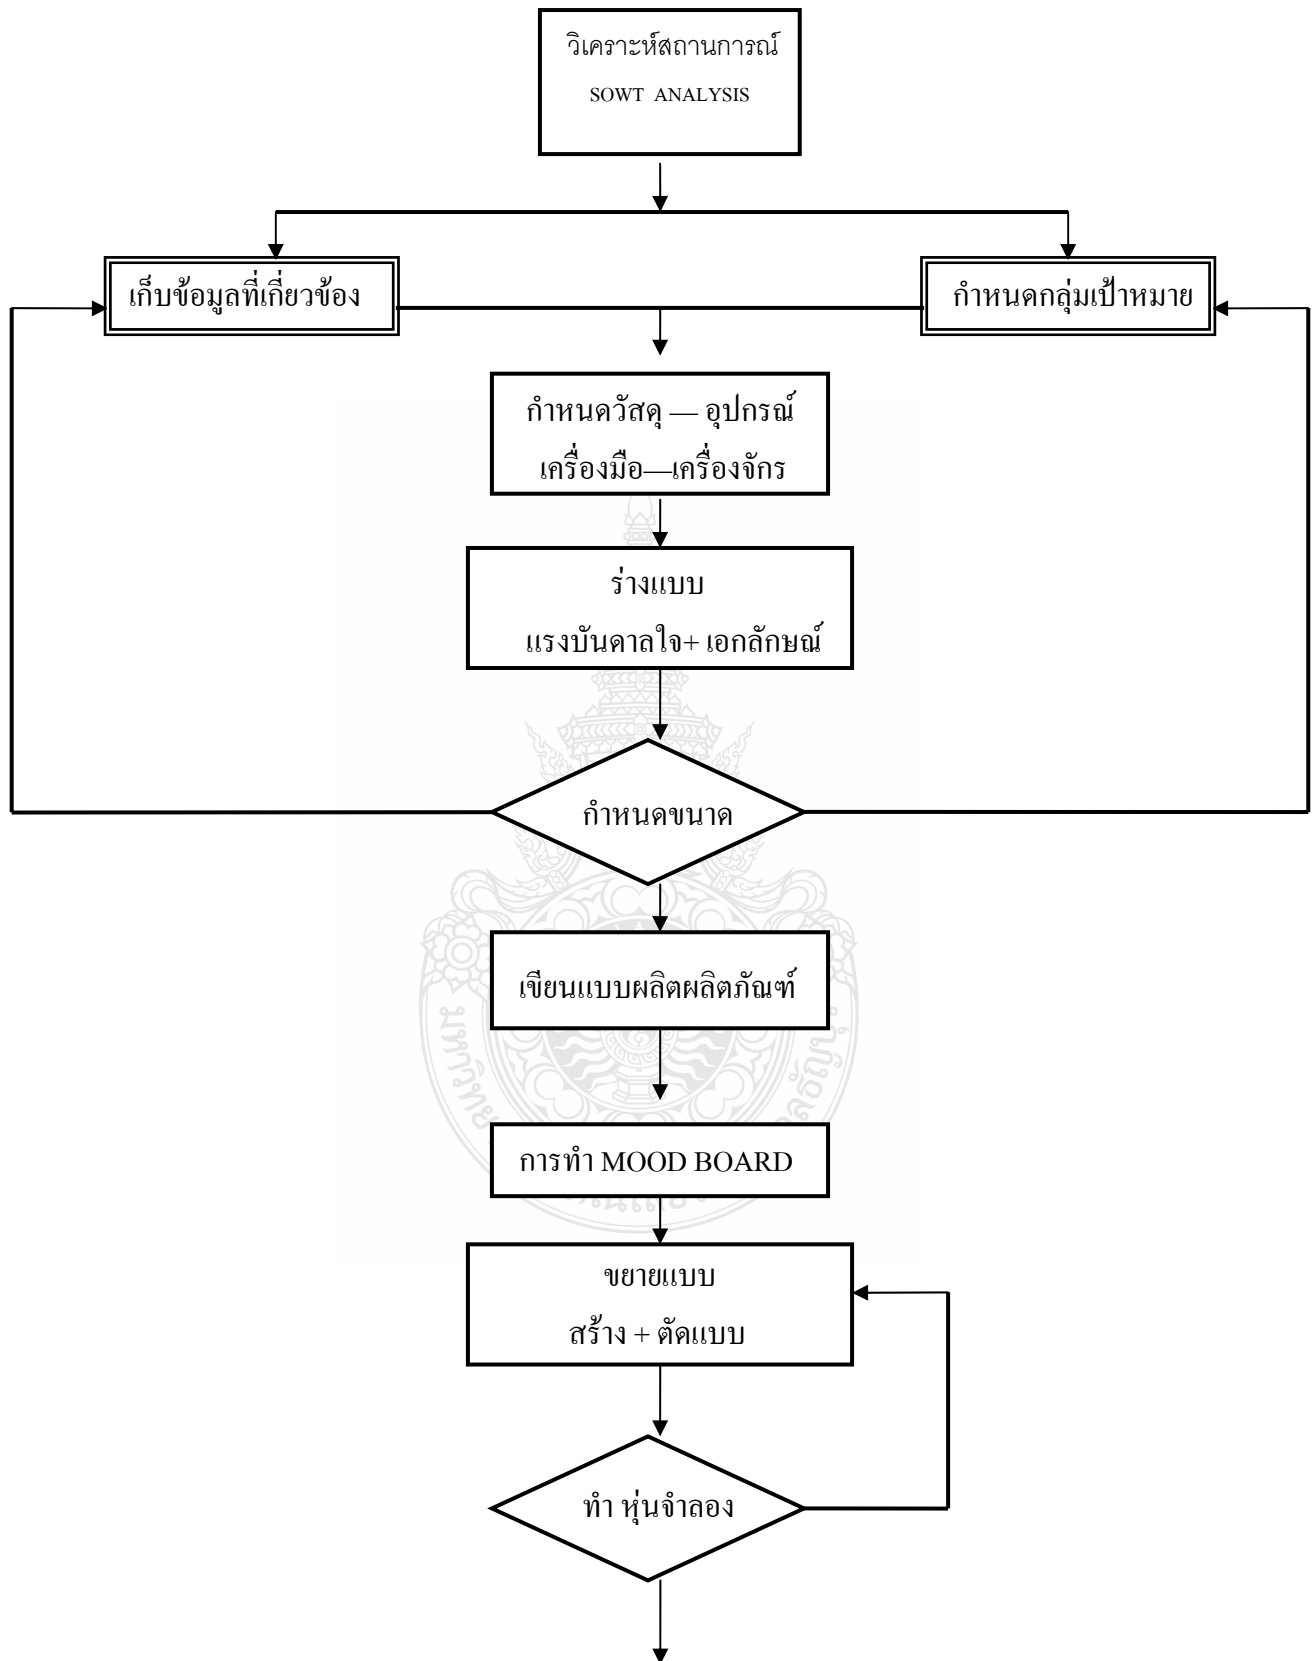 วิเคราะห์สถานการณ์
SOWT ANALYSIS
เก็บข้อมูลที่เกี่ยวข้อง
กำหนดกลุ่มเป้าหมาย
กำหนดวัสดุ — อุปกรณ์
เครื่องมือ—เครื่องจักร
ร่างแบบ
แรงบันดาลใจ+ เอกลักษณ์
กำหนดขนาด
เขียนแบบผลิตผลิตภัณฑ์
การทำ MOOD BOARD
ขยายแบบ
สร้าง + ตัดแบบ
ทำ หุ่นจำลอง